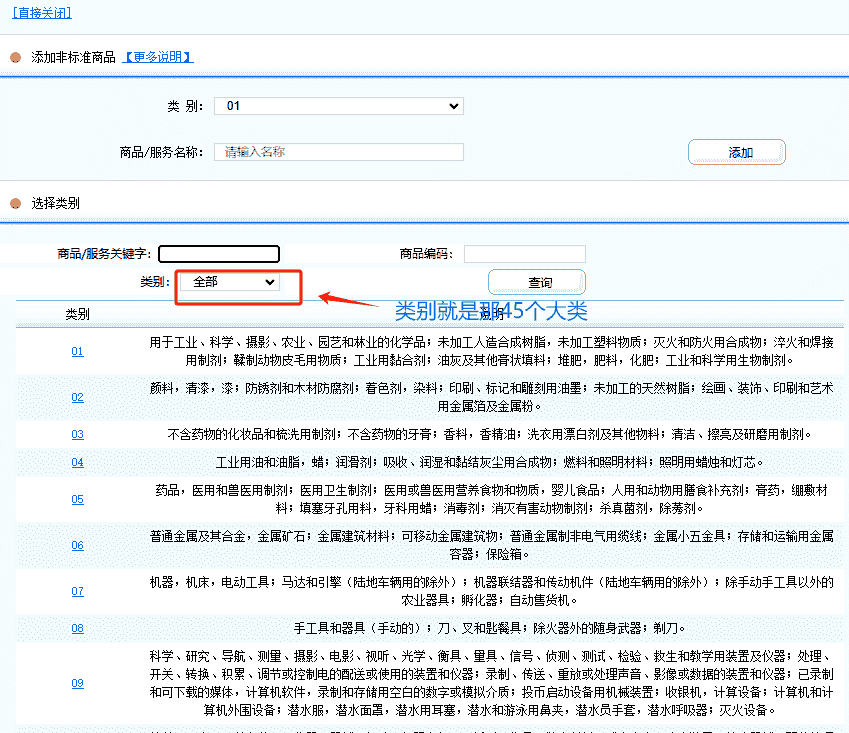 [直接关闭]
添加非标准商品 【更多说明】
类 别： 01
商品/服务名称： 请输入名称 添加
选择类别
商品/服务关键字： 商品编码：
类别： 全部 查询
类别就是那45个大类
类别
01 用于工业、科学、摄影、农业、园艺和林业的化学品；未加工人造合成树脂，未加工塑料物质；灭火和防火用合成物；淬火和焊接
用制剂；鞣制动物皮毛用物质；工业用黏合剂；油灰及其他膏状填料；堆肥，肥料，化肥；工业和科学用生物制剂。
02 颜料，清漆，漆；防锈剂和木材防腐剂；着色剂，染料；印刷、标记和雕刻用油墨；未加工的天然树脂；绘画、装饰、印刷和艺术
用金属箔及金属粉。
03 不含药物的化妆品和梳洗用制剂；不含药物的牙膏；香料，香精油；洗衣用漂白剂及其他物料；清洁、擦亮及研磨用制剂。
04 工业用油和油脂，蜡；润滑剂；吸收、润湿和黏结灰尘用合成物；燃料和照明材料；照明用蜡烛和灯芯。
05 药品，医用和兽医用制剂；医用卫生制剂；医用或兽医用营养食物和物质，婴儿食品；人用和动物用膳食补充剂；膏药，绷敷材
料；填塞牙孔用料，牙科用蜡；消毒剂；消灭有害动物制剂；杀真菌剂，除莠剂。
06 普通金属及其合金，金属矿石；金属建筑材料；可移动金属建筑物；普通金属制非电气用缆线；金属小五金具；存储和运输用金属
容器；保险箱。
07 机器，机床，电动工具；马达和引擎（陆地车辆用的除外）；机器联结器和传动机件（陆地车辆用的除外）；除手动手工具以外的
农业器具；孵化器；自动售货机。
08 手工具和器具（手动的）；刀、叉和匙餐具；除火器外的随身武器；剃刀。
09 科学、研究、导航、测量、摄影、电影、视听、光学、衡具、量具、信号、侦测、测试、检验、救生和教学用装置及仪器；处理、
开关、转换、积累、调节或控制电的配送或使用的装置和仪器；录制、传送、重放或处理声音、影像或数据的装置和仪器；已录制
和可下载的媒体，计算机软件，录制和存储用空白的数字或模拟介质；投币启动设备用机械装置；收银机，计算设备；计算机和计
算机外围设备；潜水服，潜水面罩，潜水用耳塞，潜水和游泳用鼻夹，潜水员手套，潜水呼吸器；灭火设备。